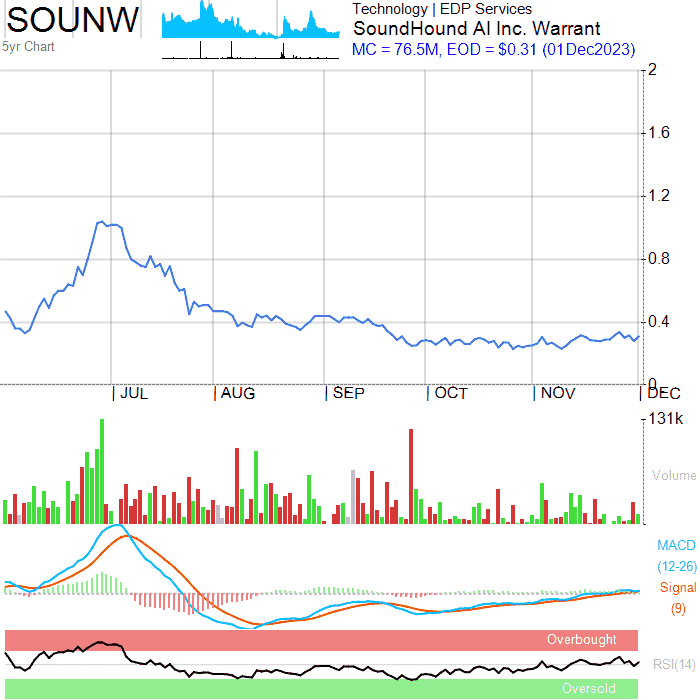 SOUNW
5yr Chart
Technology | EDP Services
SoundHound AI Inc. Warrant
MC = 76.5M, EOD = $0.31 (01Dec2023)
2
1.6
1.2
0.8
0.4
0
JUL
AUG
SEP
OCT
NOV
DEC
131k
Volume
MACD
(12-26)
Signal
(9)
Overbought
RSI(14)
Oversold